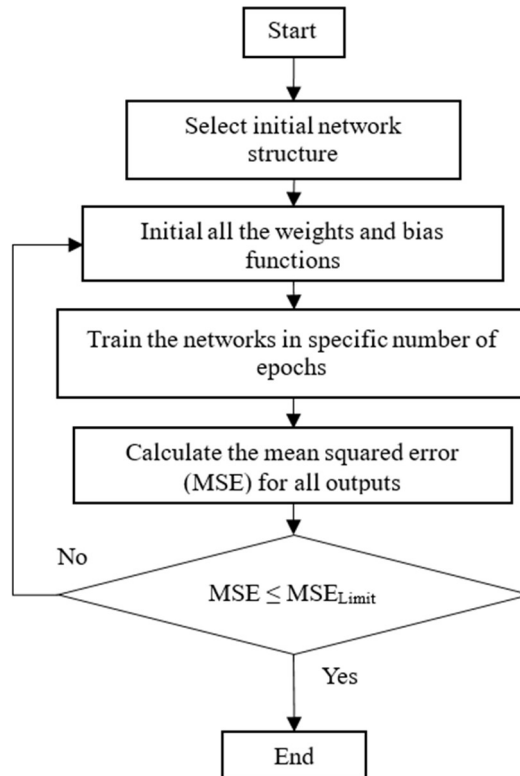 Start
Select initial network
structure
Initial all the weights and bias
functions
Train the networks in specific number of
epochs
Calculate the mean squared error
(MSE) for all outputs
No
MSE ≤ MSELimit
Yes
End